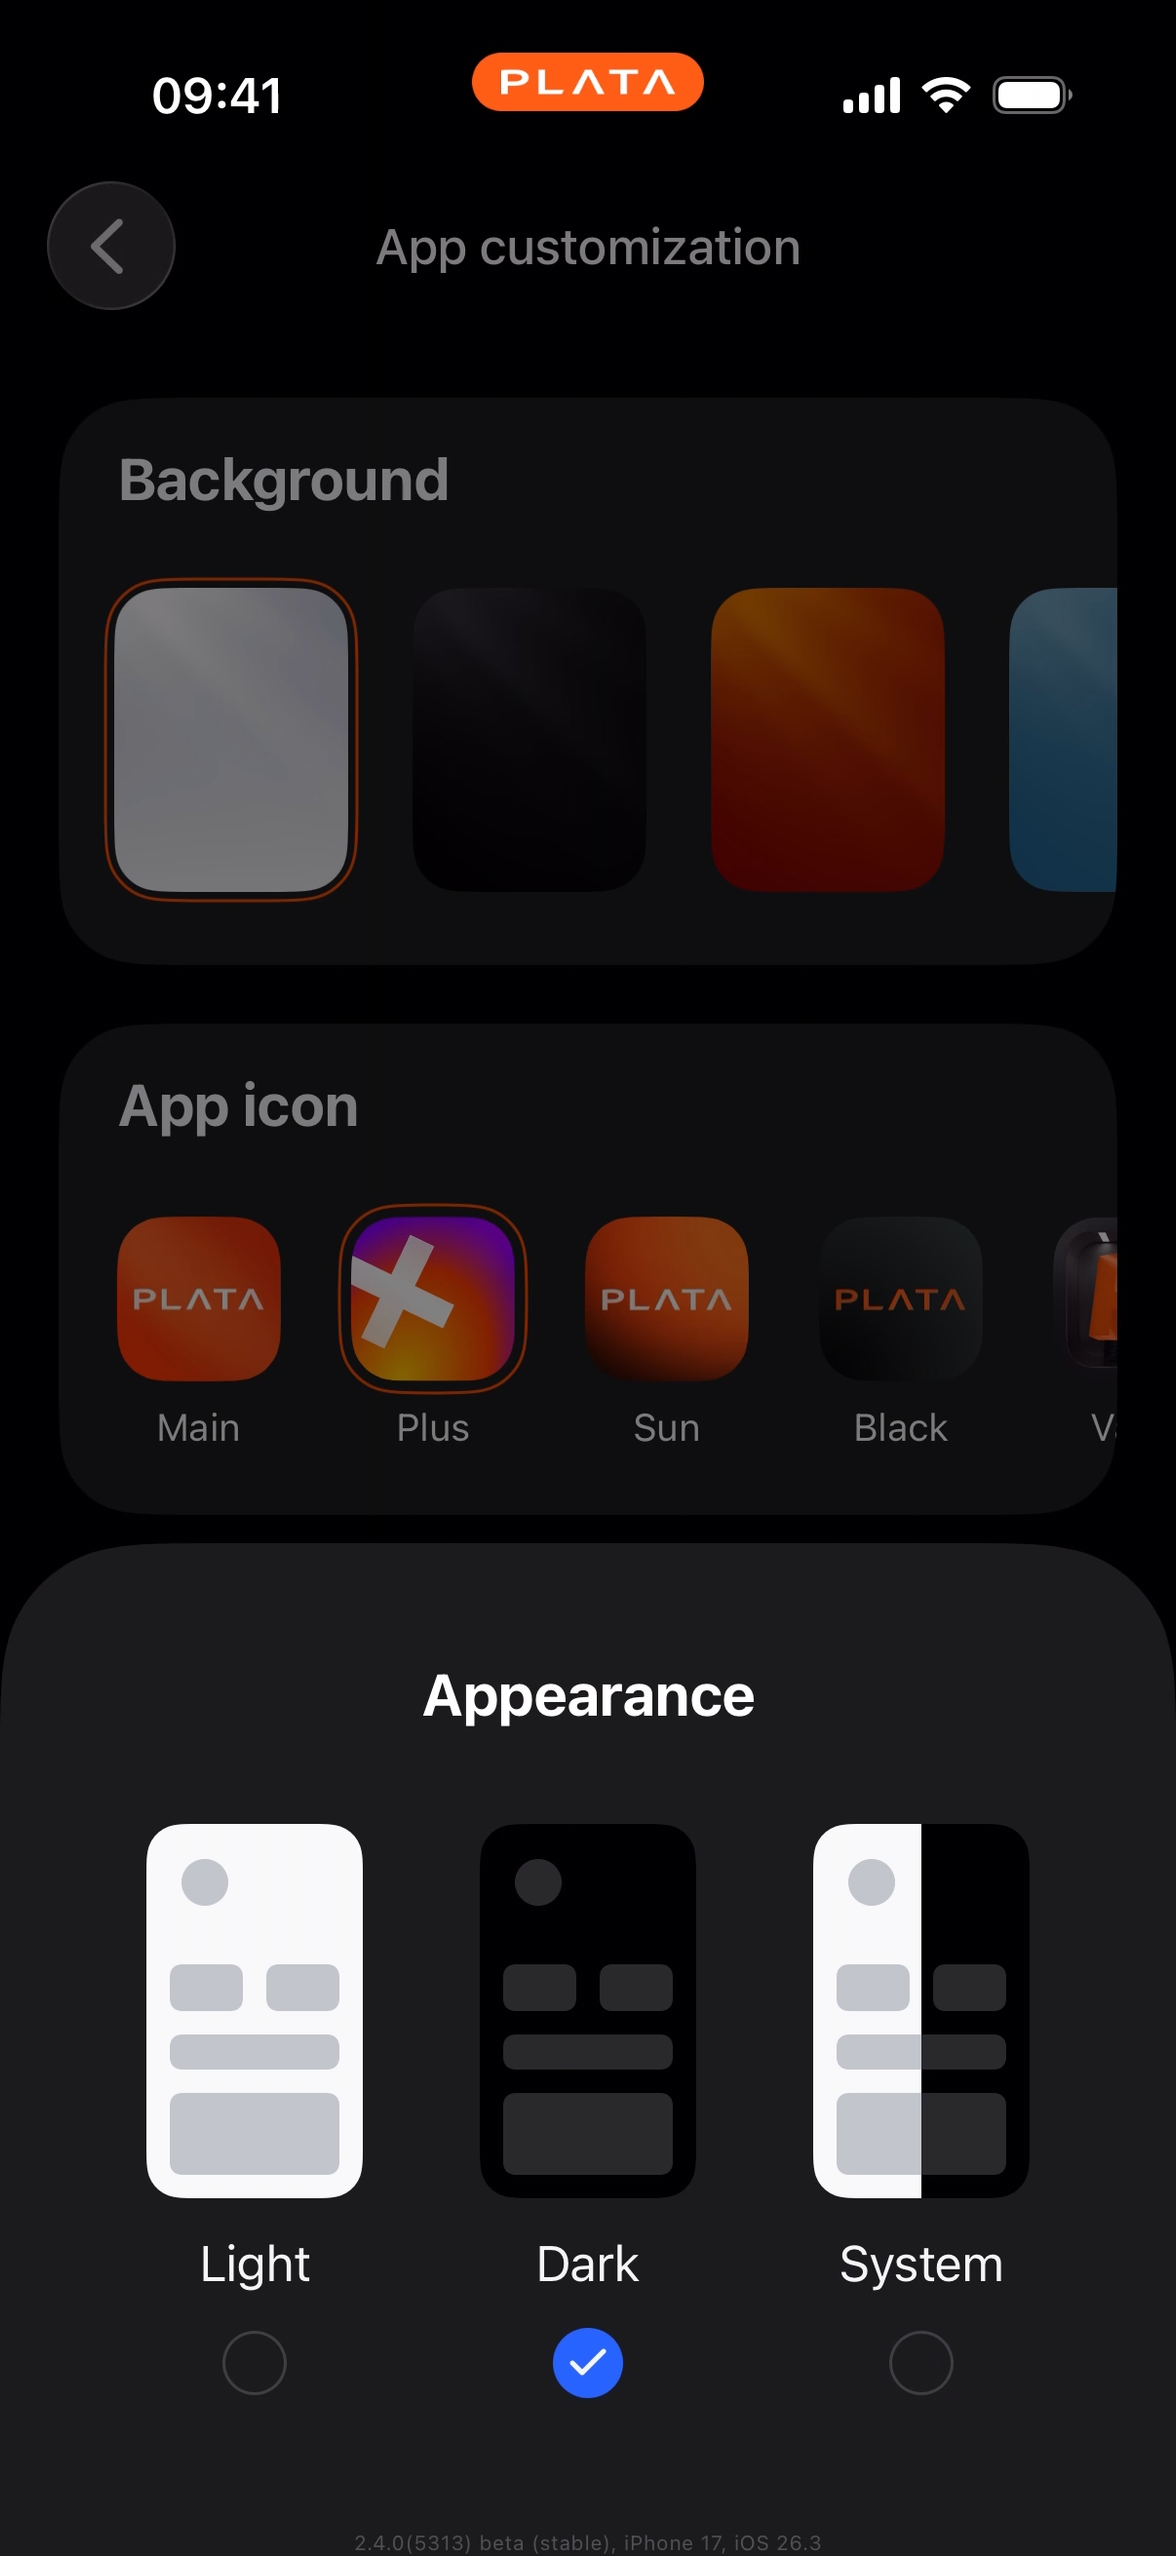 09:41
PLATA
App customization
Background
App icon
PLATA
PLATA
PLATA
Main
Plus
Sun
Black
Appearance
Light
Dark
System
2.4.0(5313) beta (stable), iPhone 17, iOS 26.3